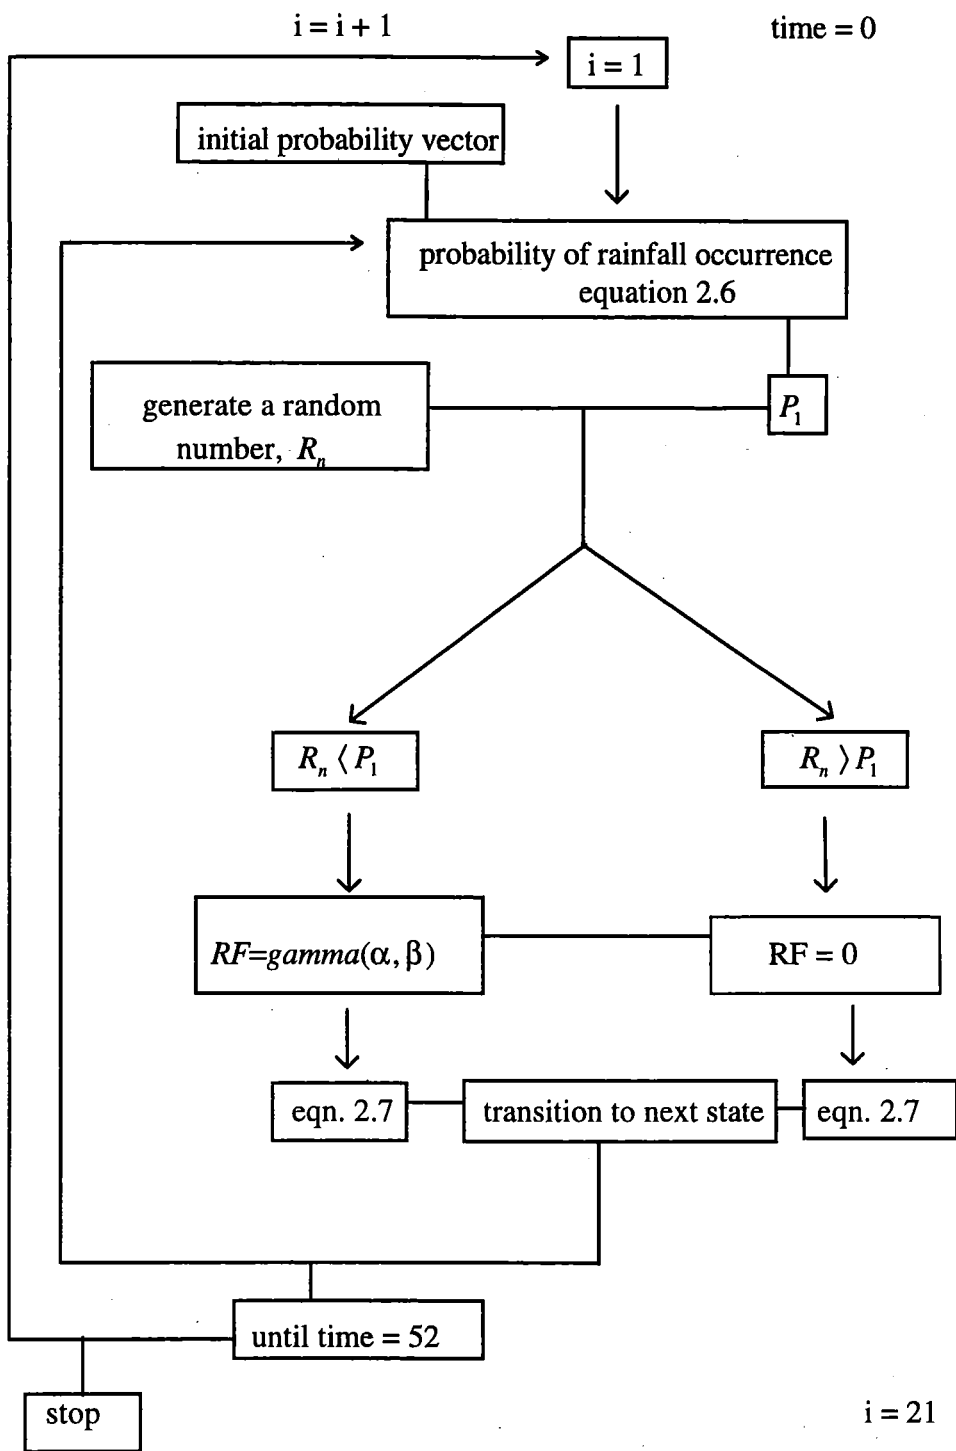 i = i + 1
time = 0
i = 1
initial probability vector
probability of rainfall occurrence
equation 2.6
generate a random
number, Rₙ
P₁
Rₙ ⟨ P₁
Rₙ ⟩ P₁
RF=gamma(α, β)
RF = 0
eqn. 2.7
transition to next state
eqn. 2.7
until time = 52
stop
i = 21